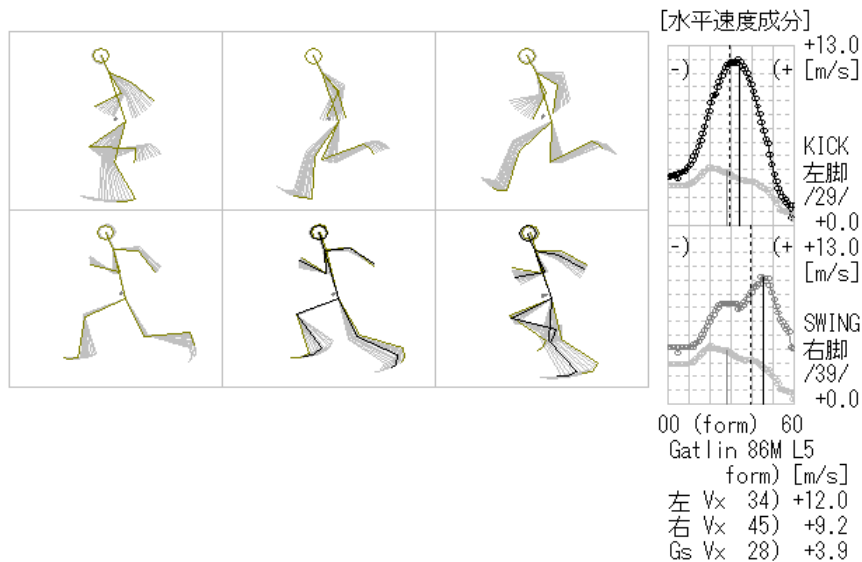 [水平速度成分]
+13.0
-) (+ [m/s]
KICK
左脚
/29/
+0.0
-) (+ +13.0
[m/s]
SWING
右脚
/39/
+0.0
00 (form) 60
Gatlin 86M L5
form) [m/s]
左 Vx 34) +12.0
右 Vx 45) +9.2
Gs Vx 28) +3.9